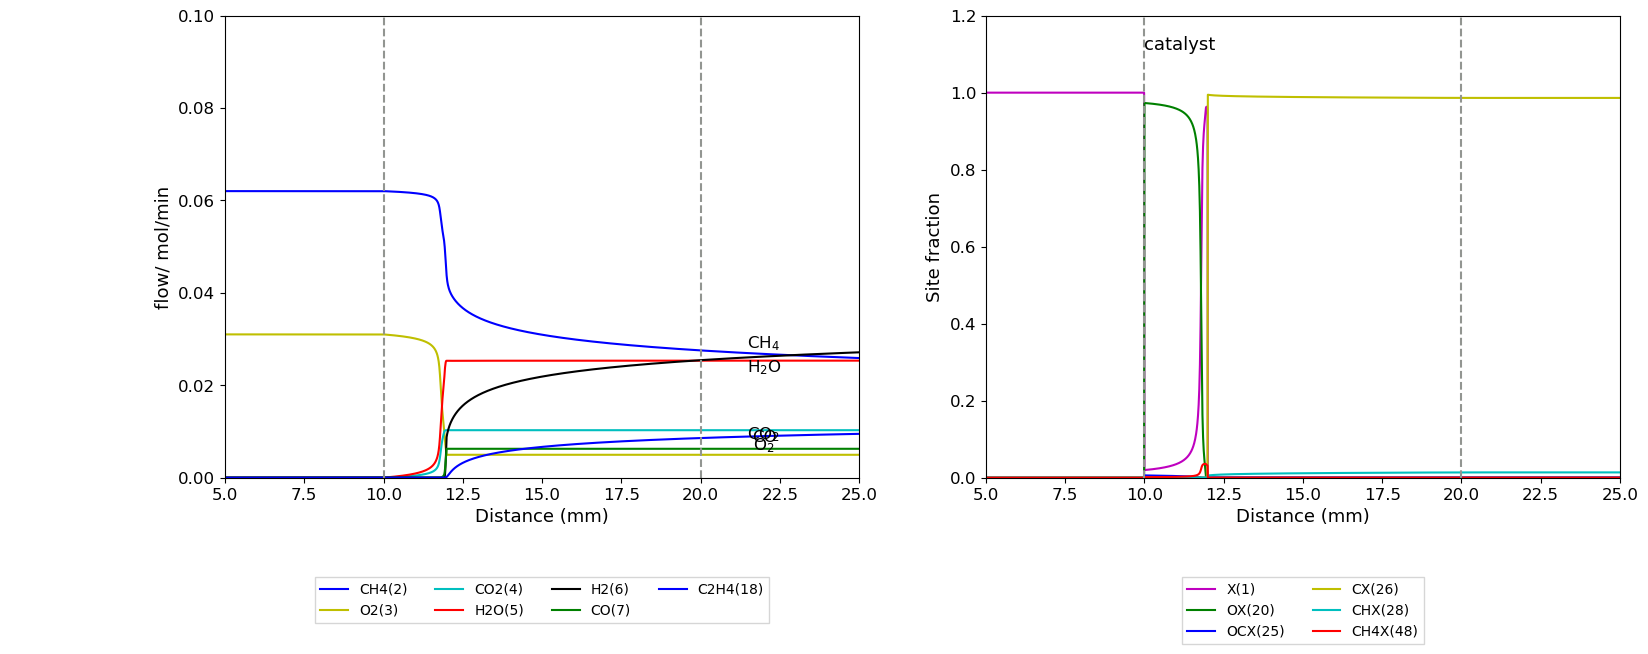 0.10
0.08
0.06
0.04
0.02
0.00
flow/ mol/min
5.0 7.5 10.0 12.5 15.0 17.5 20.0 22.5 25.0
Distance (mm)
CH₄
H₂O
CO₂
CO
O₂
CH4(2) CO2(4) H2(6) C2H4(18)
O2(3) H2O(5) CO(7)
1.2
1.0
0.8
0.6
0.4
0.2
0.0
Site fraction
catalyst
5.0 7.5 10.0 12.5 15.0 17.5 20.0 22.5 25.0
Distance (mm)
X(1) CX(26)
OX(20) CHX(28)
OCX(25) CH4X(48)